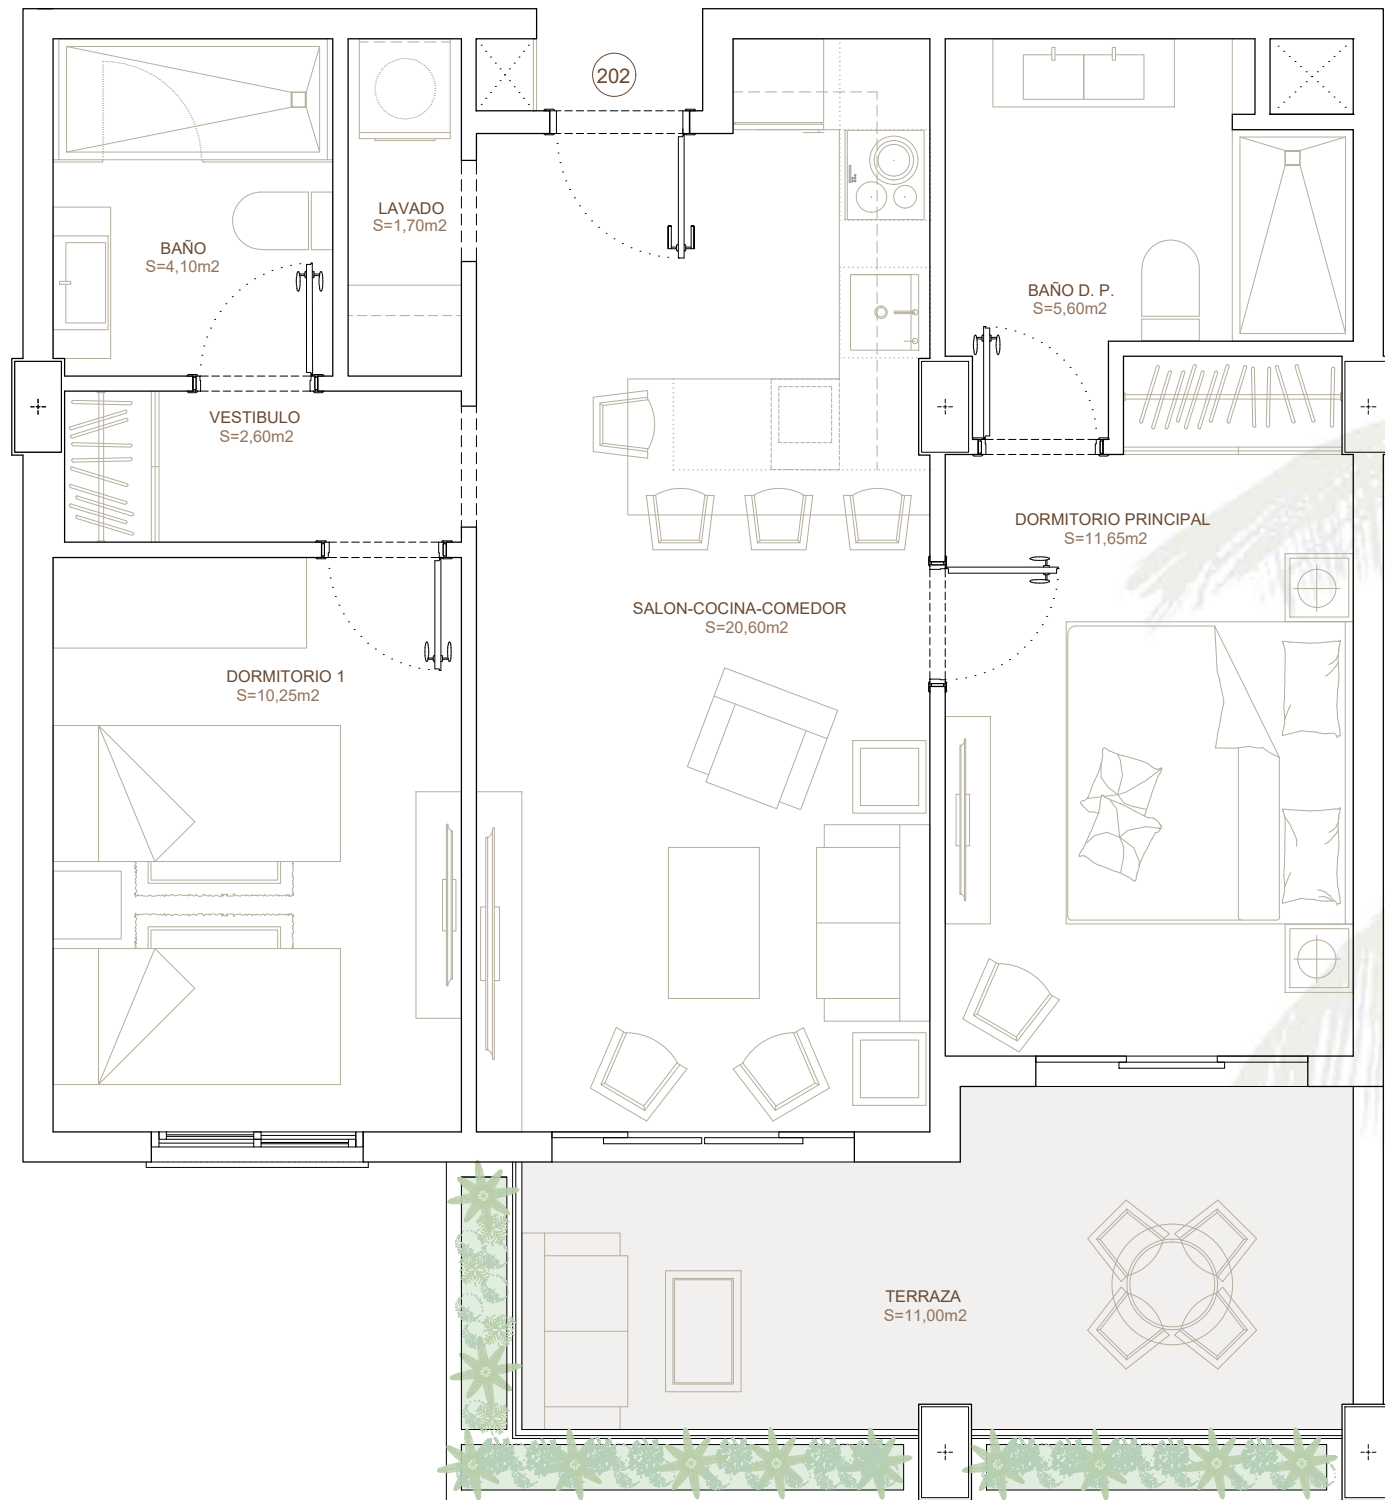 202
LAVADO
S=1,70m2
BAÑO
S=4,10m2
BAÑO D. P.
S=5,60m2
VESTIBULO
S=2,60m2
DORMITORIO PRINCIPAL
S=11,65m2
SALON-COCINA-COMEDOR
S=20,60m2
DORMITORIO 1
S=10,25m2
TERRAZA
S=11,00m2